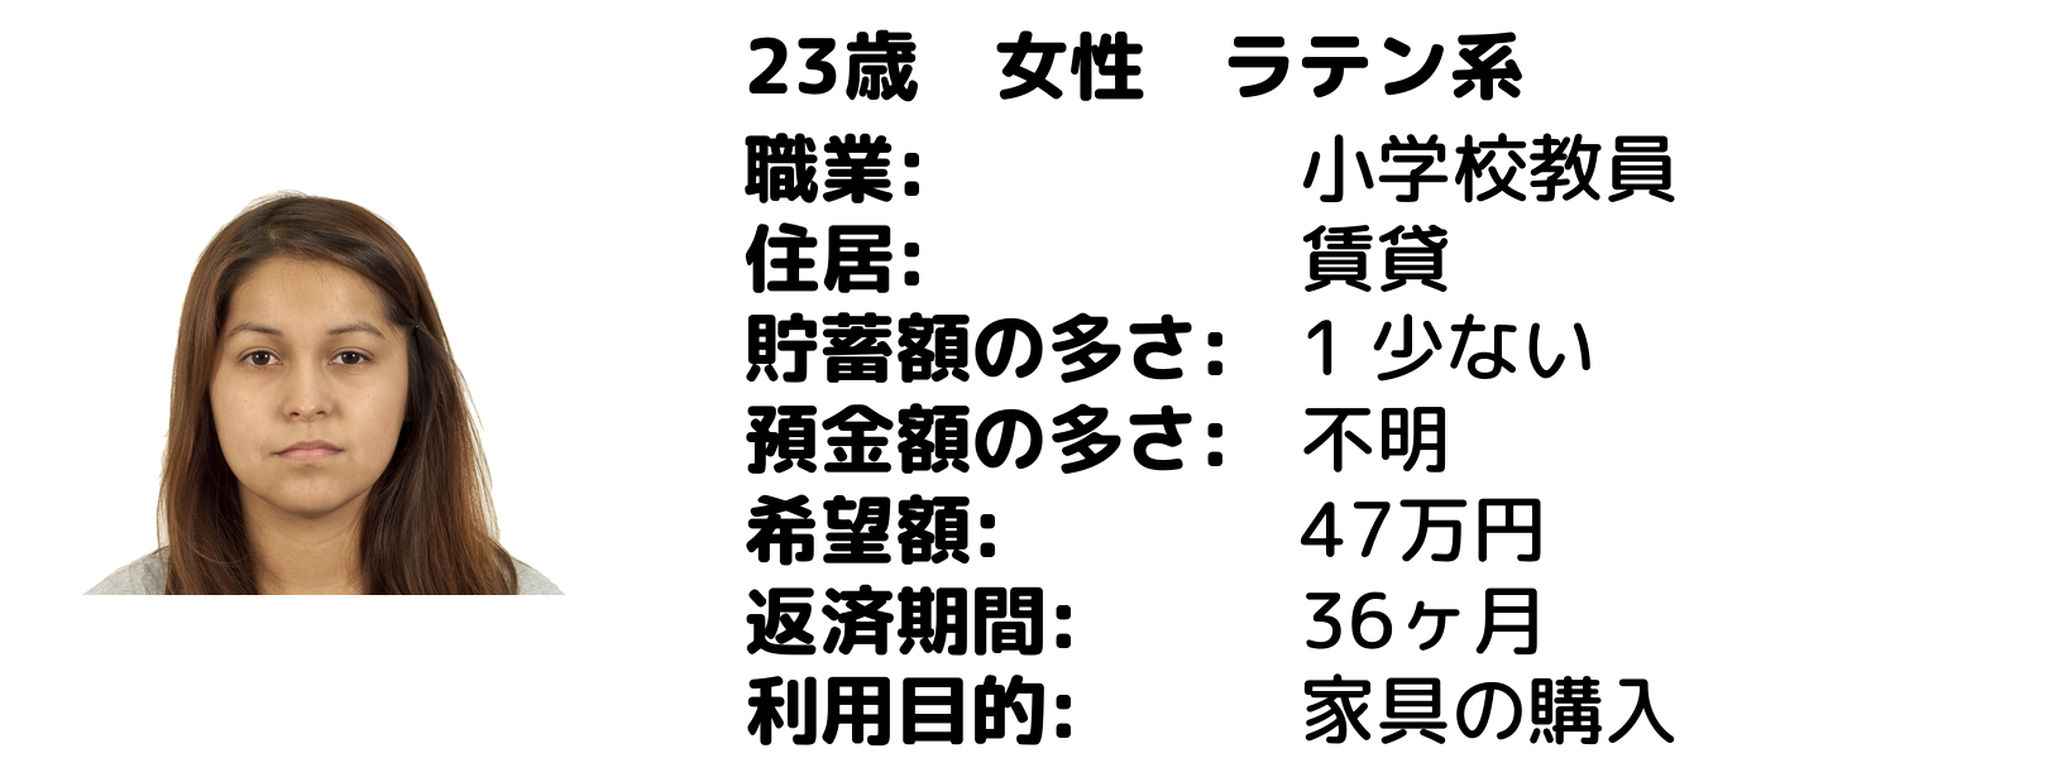 23歳　女性　ラテン系
職業: 小学校教員
住居: 賃貸
貯蓄額の多さ: 1 少ない
預金額の多さ: 不明
希望額: 47万円
返済期間: 36ヶ月
利用目的: 家具の購入